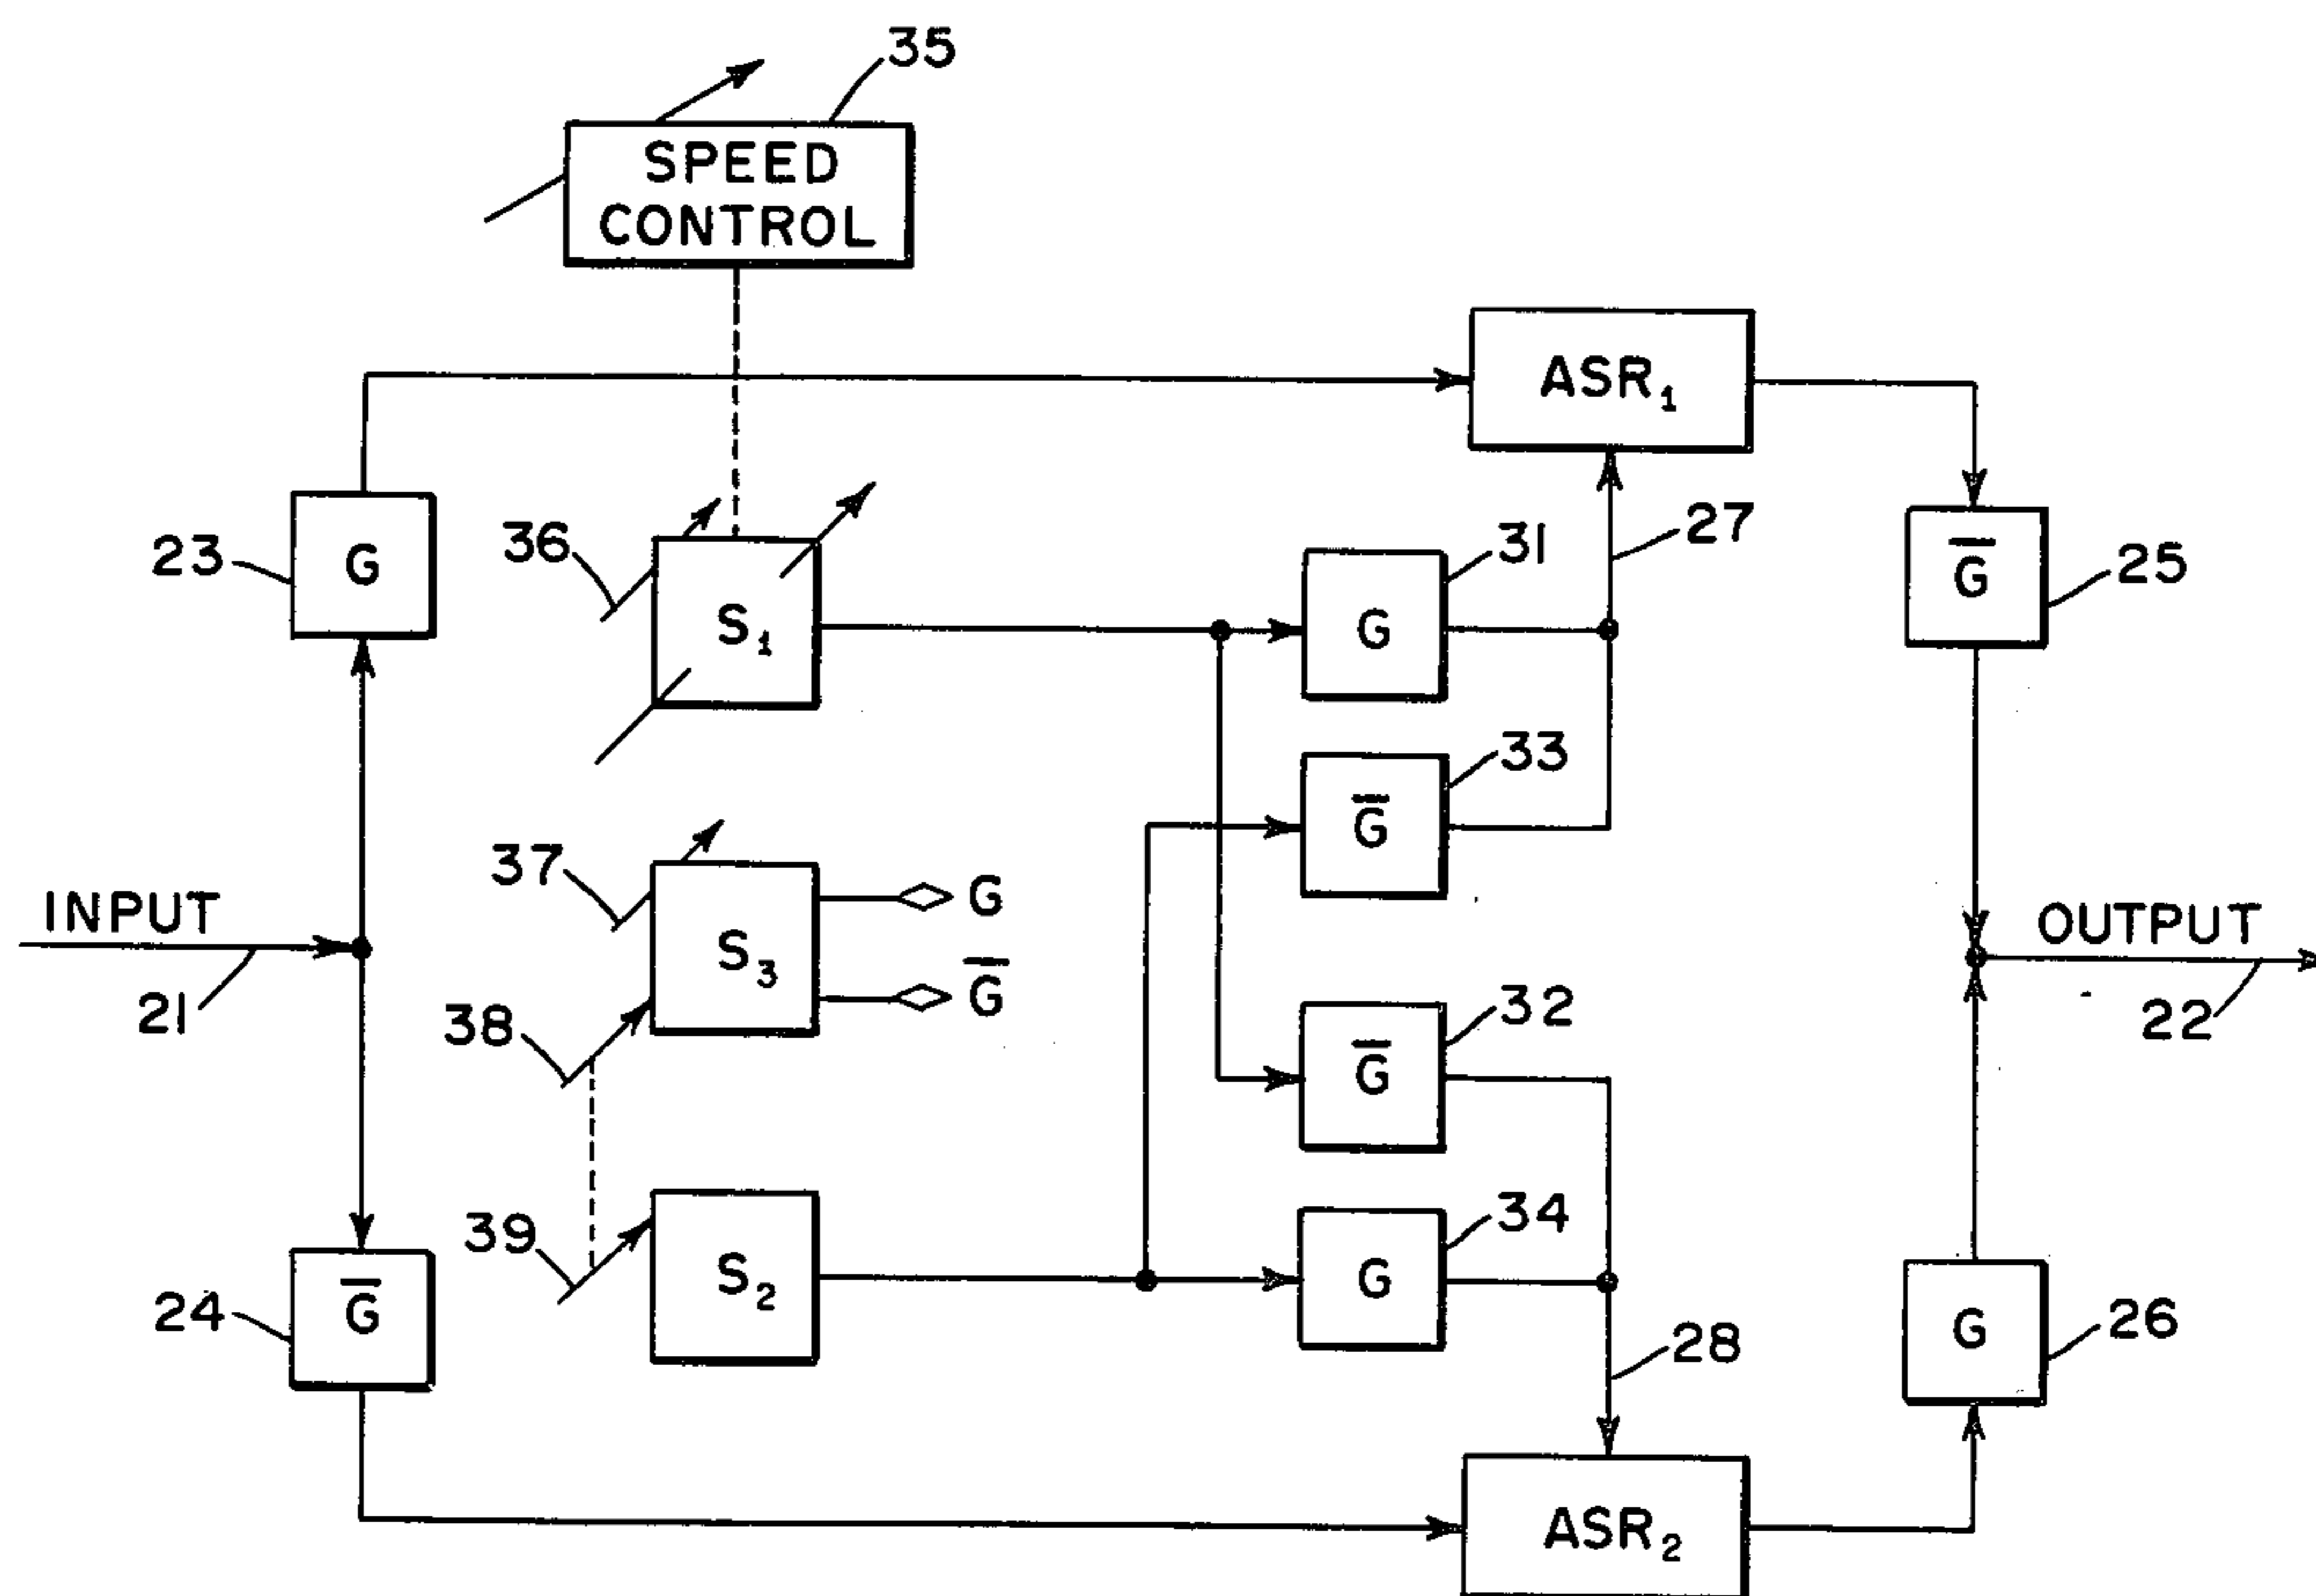 35
SPEED
CONTROL
ASR₁
23
G
36
S₁
31
G
27
G̅
25
33
G̅
37
S₃
G
G̅
INPUT
21
38
OUTPUT
22
32
G̅
39
S₂
34
G
24
G̅
28
G
26
ASR₂